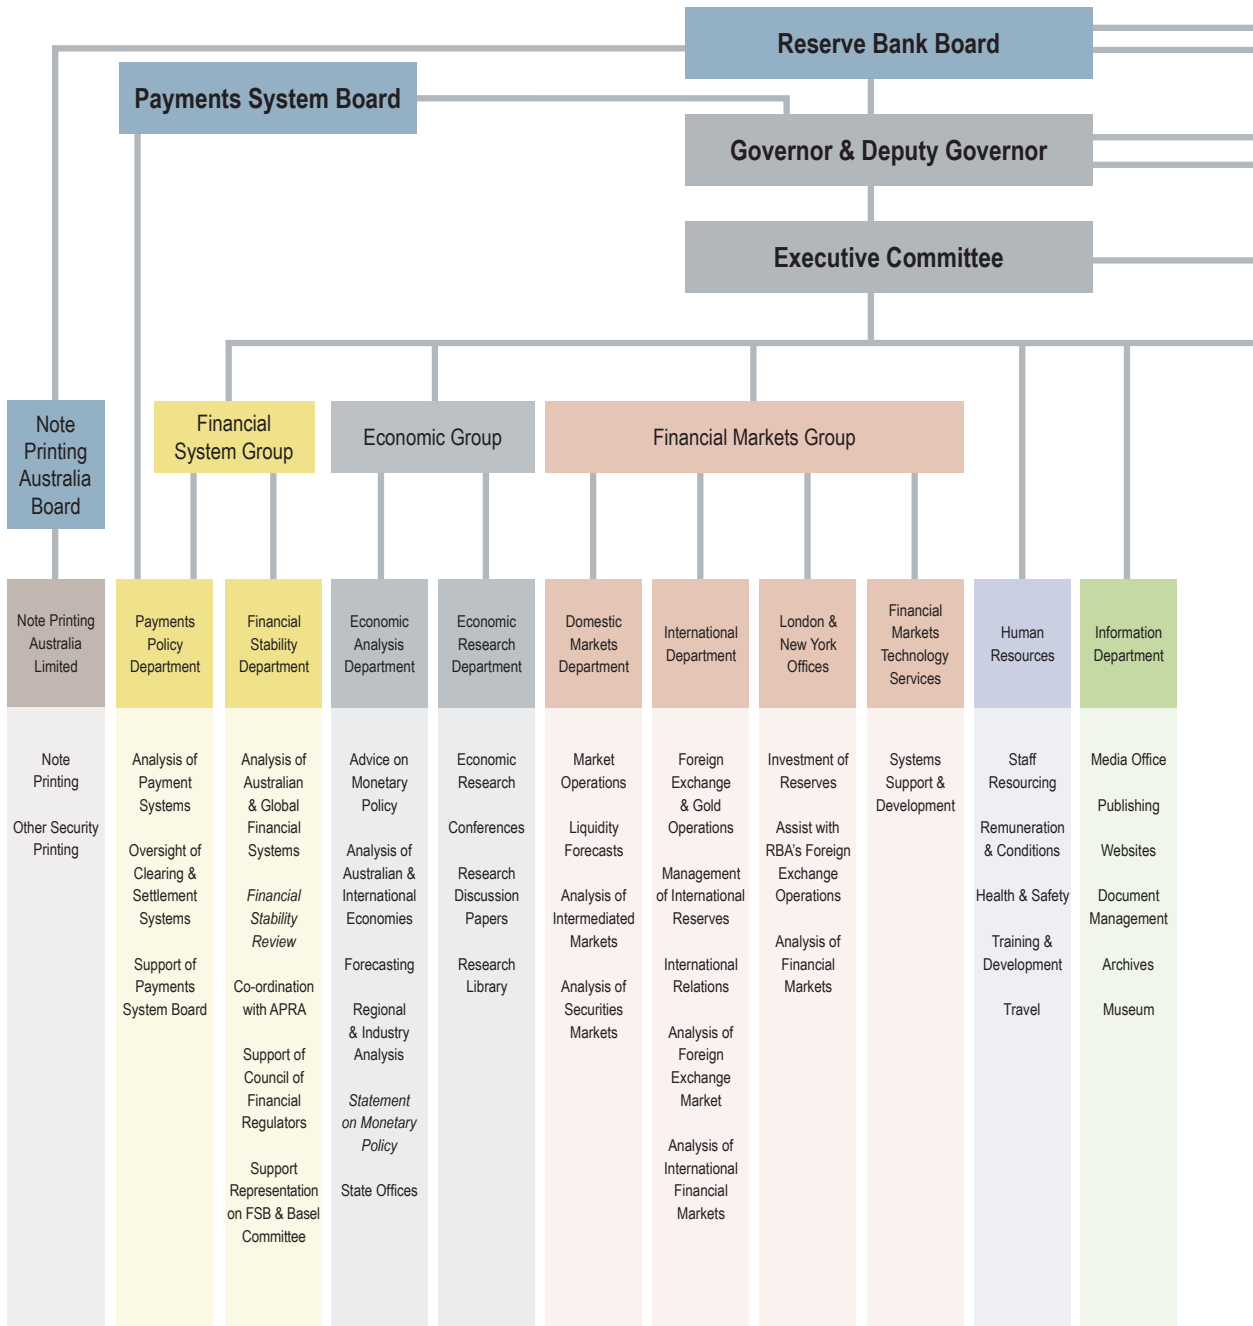 Reserve Bank Board
Payments System Board
Governor & Deputy Governor
Executive Committee
Note
Printing
Australia
Board
Financial
System Group
Economic Group
Financial Markets Group
Note Printing
Australia
Limited
Payments
Policy
Department
Financial
Stability
Department
Economic
Analysis
Department
Economic
Research
Department
Domestic
Markets
Department
International
Department
London &
New York
Offices
Financial
Markets
Technology
Services
Human
Resources
Information
Department
Note
Printing
Other Security
Printing
Analysis of
Payment
Systems
Oversight of
Clearing &
Settlement
Systems
Support of
Payments
System Board
Analysis of
Australian
& Global
Financial
Systems
Financial
Stability
Review
Co-ordination
with APRA
Support of
Council of
Financial
Regulators
Support
Representation
on FSB & Basel
Committee
Advice on
Monetary
Policy
Analysis of
Australian &
International
Economies
Forecasting
Regional
& Industry
Analysis
Statement
on Monetary
Policy
State Offices
Economic
Research
Conferences
Research
Discussion
Papers
Research
Library
Market
Operations
Liquidity
Forecasts
Analysis of
Intermediated
Markets
Analysis of
Securities
Markets
Foreign
Exchange
& Gold
Operations
Management
of International
Reserves
International
Relations
Analysis of
Foreign
Exchange
Market
Analysis of
International
Financial
Markets
Investment of
Reserves
Assist with
RBA's Foreign
Exchange
Operations
Analysis of
Financial
Markets
Systems
Support &
Development
Staff
Resourcing
Remuneration
& Conditions
Health & Safety
Training &
Development
Travel
Media Office
Publishing
Websites
Document
Management
Archives
Museum